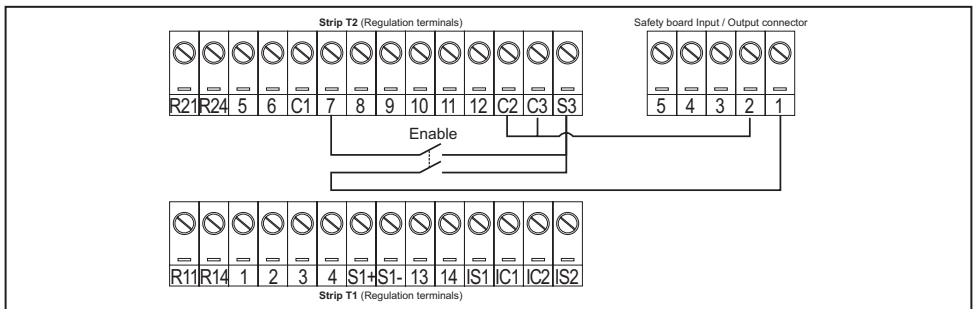 Strip T2 (Regulation terminals)
Safety board Input / Output connector
R21 R24 5 6 C1 7 8 9 10 11 12 C2 C3 S3
5 4 3 2 1
Enable
R11 R14 1 2 3 4 S1+ S1- 13 14 IS1 IC1 IC2 IS2
Strip T1 (Regulation terminals)